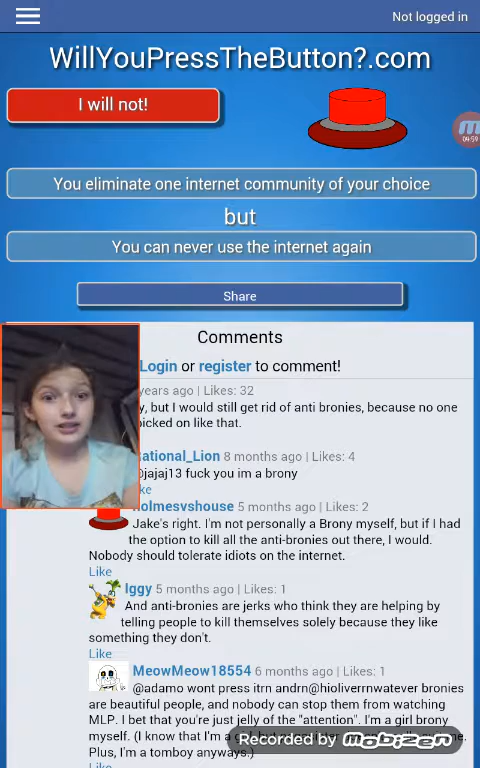 Not logged in
WillYouPressTheButton?.com
I will not!
04:59
You eliminate one internet community of your choice
but
You can never use the internet again
Share
Comments
Login or register to comment!
years ago | Likes: 32
y, but I would still get rid of anti bronies, because no one
picked on like that.
National_Lion 8 months ago | Likes: 4
@jajaj13 fuck you im a brony
ike
holmesvshouse 5 months ago | Likes: 2
Jake's right. I'm not personally a Brony myself, but if I had
the option to kill all the anti-bronies out there, I would.
Nobody should tolerate idiots on the internet.
Like
Iggy 5 months ago | Likes: 1
And anti-bronies are jerks who think they are helping by
telling people to kill themselves solely because they like
something they don't.
Like
MeowMeow18554 6 months ago | Likes: 1
@adamo wont press itrn andrn@hioliverrnwatever bronies
are beautiful people, and nobody can stop them from watching
MLP. I bet that you're just jelly of the "attention". I'm a girl brony
myself. (I know that I'm a
Plus, I'm a tomboy anyways.)
Like
Recorded by mobizen